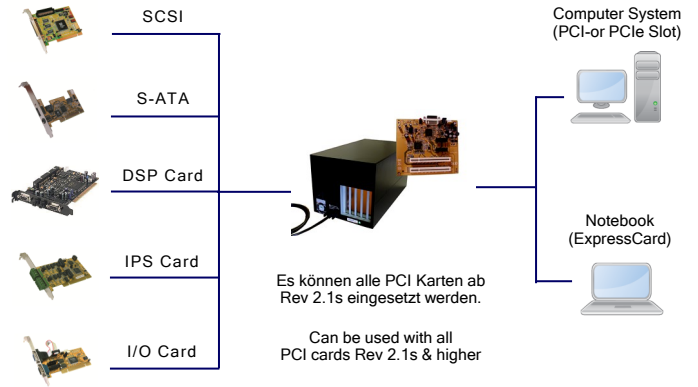 SCSI
S-ATA
DSP Card
IPS Card
I/O Card
Es können alle PCI Karten ab
Rev 2.1s eingesetzt werden.
Can be used with all
PCI cards Rev 2.1s & higher
Computer System
(PCI-or PCIe Slot)
Notebook
(ExpressCard)